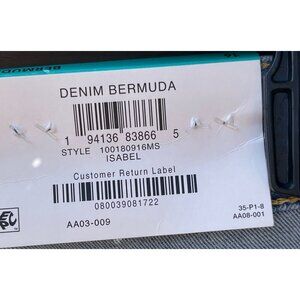 BERMUDA
DENIM BERMUDA
1 94136 83866 5
STYLE 100180916MS
ISABEL
Customer Return Label
080039081722
AA03-009
35-P1-8
AA08-001